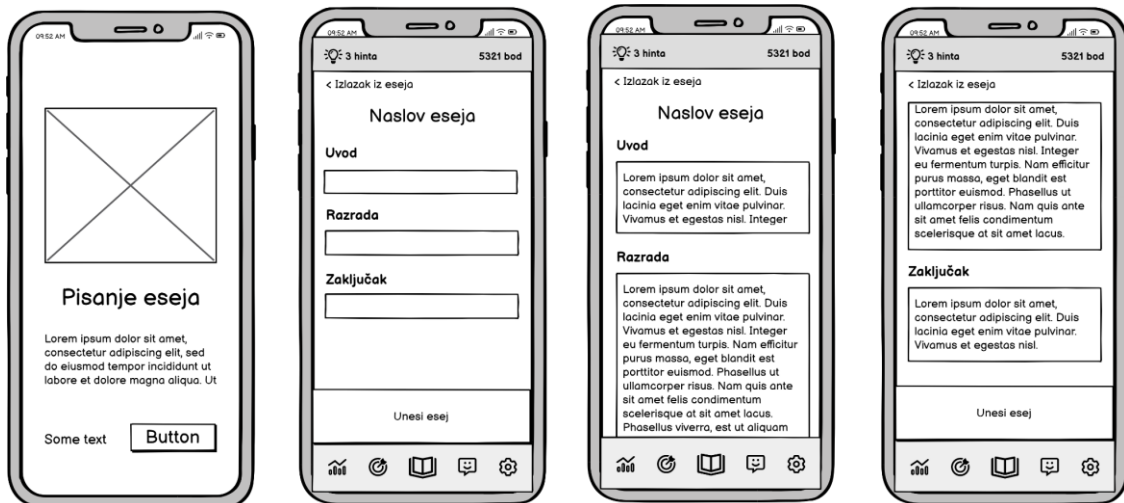 09:52 AM
Pisanje eseja
Lorem ipsum dolor sit amet,
consectetur adipiscing elit, sed
do eiusmod tempor incididunt ut
labore et dolore magna aliqua. Ut
Some text
Button
09:52 AM
3 hinta
5321 bod
< Izlazak iz eseja
Naslov eseja
Uvod
Razrada
Zaključak
Unesi esej
09:52 AM
3 hinta
5321 bod
< Izlazak iz eseja
Naslov eseja
Uvod
Lorem ipsum dolor sit amet,
consectetur adipiscing elit. Duis
lacinia eget enim vitae pulvinar.
Vivamus et egestas nisl. Integer
Razrada
Lorem ipsum dolor sit amet,
consectetur adipiscing elit. Duis
lacinia eget enim vitae pulvinar.
Vivamus et egestas nisl. Integer
eu fermentum turpis. Nam efficitur
purus massa, eget blandit est
porttitor euismod. Phasellus ut
ullamcorper risus. Nam quis ante
sit amet felis condimentum
scelerisque at sit amet lacus.
Phasellus viverra, est ut aliquam
09:52 AM
3 hinta
5321 bod
< Izlazak iz eseja
Lorem ipsum dolor sit amet,
consectetur adipiscing elit. Duis
lacinia eget enim vitae pulvinar.
Vivamus et egestas nisl. Integer
eu fermentum turpis. Nam efficitur
purus massa, eget blandit est
porttitor euismod. Phasellus ut
ullamcorper risus. Nam quis ante
sit amet felis condimentum
scelerisque at sit amet lacus.
Zaključak
Lorem ipsum dolor sit amet,
consectetur adipiscing elit. Duis
lacinia eget enim vitae pulvinar.
Vivamus et egestas nisl.
Unesi esej